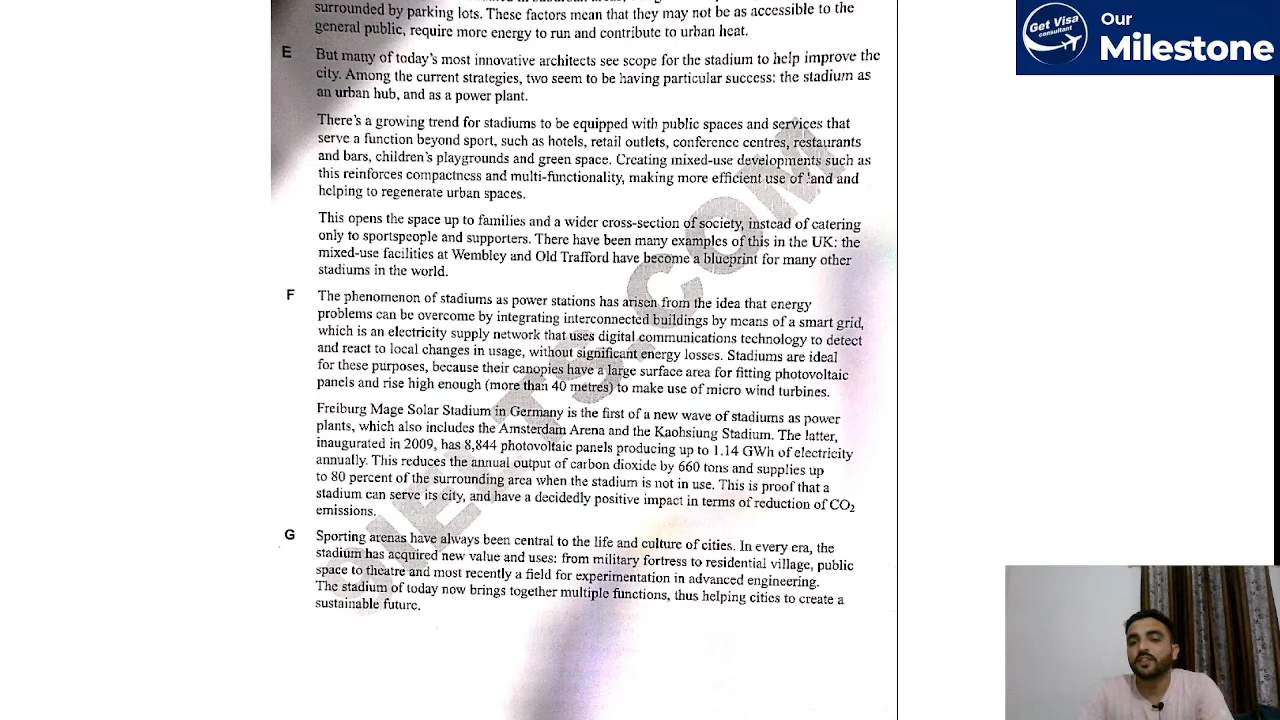 surrounded by parking lots. These factors mean that they may not be as accessible to the
general public, require more energy to run and contribute to urban heat.
E But many of today's most innovative architects see scope for the stadium to help improve the
city. Among the current strategies, two seem to be having particular success: the stadium as
an urban hub, and as a power plant.
There's a growing trend for stadiums to be equipped with public spaces and services that
serve a function beyond sport, such as hotels, retail outlets, conference centres, restaurants
and bars, children's playgrounds and green space. Creating mixed-use developments such as
this reinforces compactness and multi-functionality, making more efficient use of land and
helping to regenerate urban spaces.
This opens the space up to families and a wider cross-section of society, instead of catering
only to sportspeople and supporters. There have been many examples of this in the UK: the
mixed-use facilities at Wembley and Old Trafford have become a blueprint for many other
stadiums in the world.
F The phenomenon of stadiums as power stations has arisen from the idea that energy
problems can be overcome by integrating interconnected buildings by means of a smart grid,
which is an electricity supply network that uses digital communications technology to detect
and react to local changes in usage, without significant energy losses. Stadiums are ideal
for these purposes, because their canopies have a large surface area for fitting photovoltaic
panels and rise high enough (more than 40 metres) to make use of micro wind turbines.
Freiburg Mage Solar Stadium in Germany is the first of a new wave of stadiums as power
plants, which also includes the Amsterdam Arena and the Kaohsiung Stadium. The latter,
inaugurated in 2009, has 8,844 photovoltaic panels producing up to 1.14 GWh of electricity
annually. This reduces the annual output of carbon dioxide by 660 tons and supplies up
to 80 percent of the surrounding area when the stadium is not in use. This is proof that a
stadium can serve its city, and have a decidedly positive impact in terms of reduction of CO₂
emissions.
G Sporting arenas have always been central to the life and culture of cities. In every era, the
stadium has acquired new value and uses: from military fortress to residential village, public
space to theatre and most recently a field for experimentation in advanced engineering.
The stadium of today now brings together multiple functions, thus helping cities to create a
sustainable future.
Get Visa
consultant
Our
Milestone